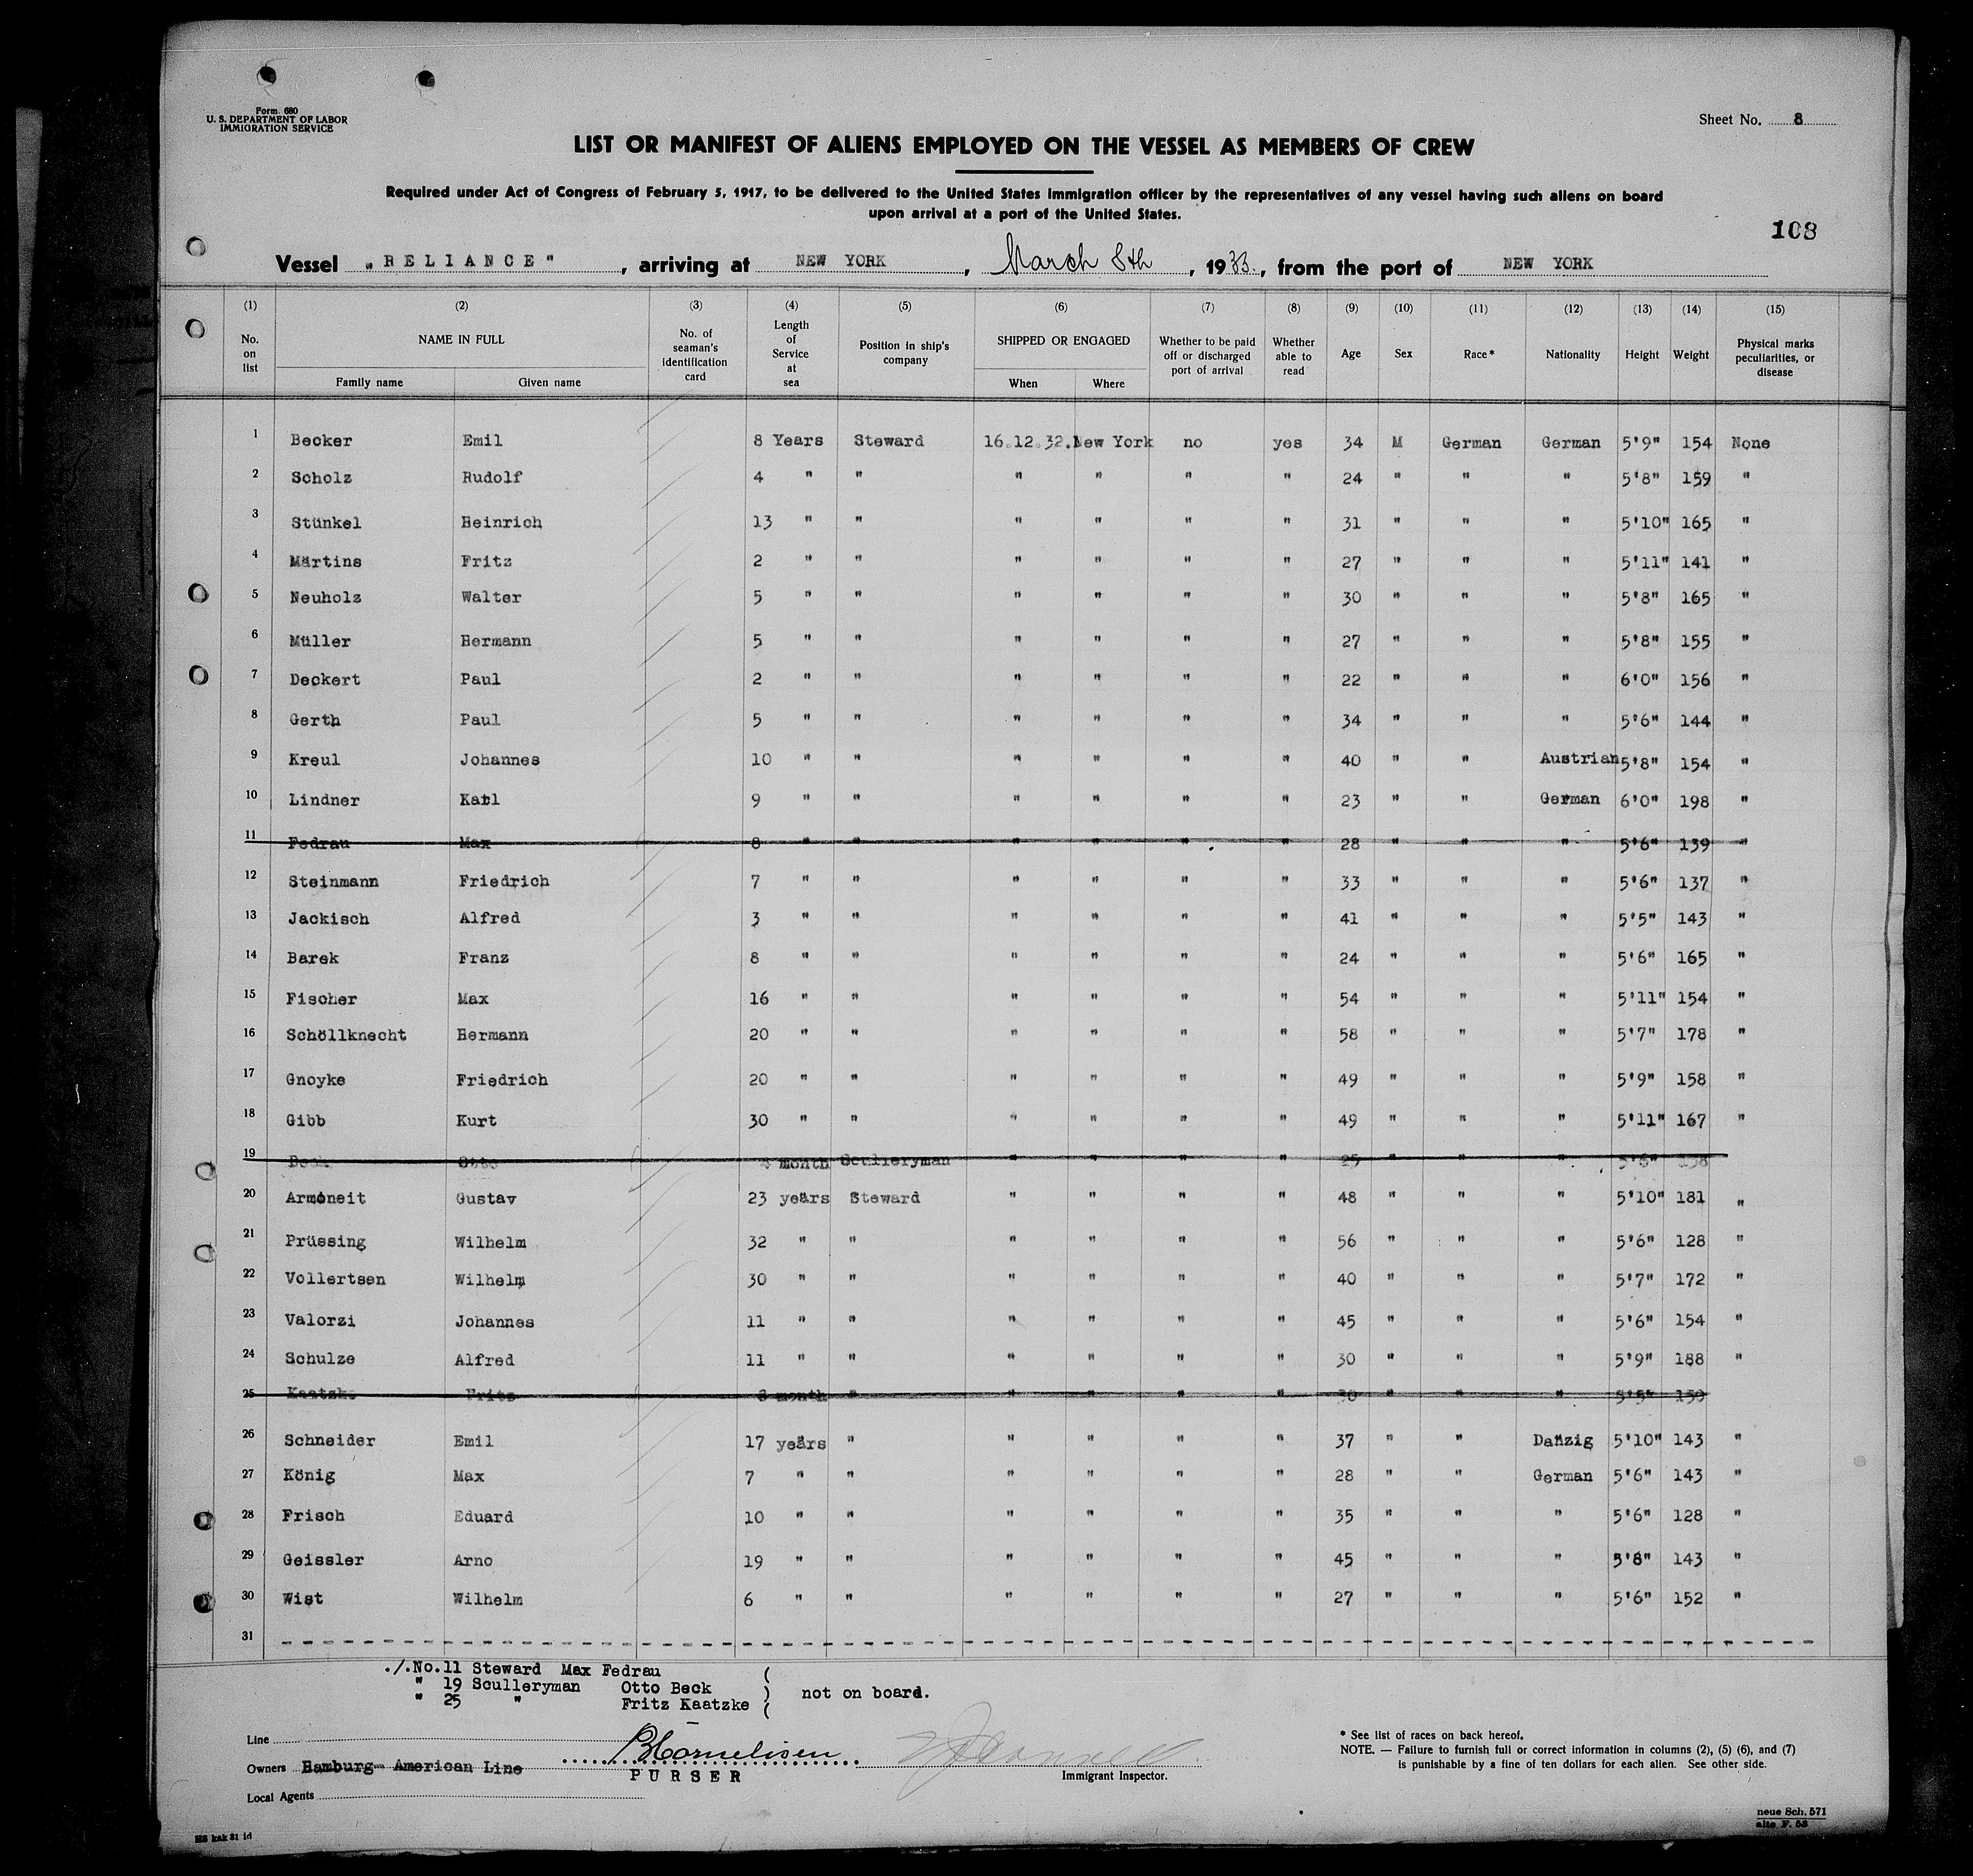 Form. 680
U. S. DEPARTMENT OF LABOR
IMMIGRATION SERVICE
Sheet No. 8
LIST OR MANIFEST OF ALIENS EMPLOYED ON THE VESSEL AS MEMBERS OF CREW
Required under Act of Congress of February 5, 1917, to be delivered to the United States Immigration officer by the representatives of any vessel having such aliens on board
upon arrival at a port of the United States.
108
Vessel „RELIANCE", arriving at NEW YORK, March 8th, 1933., from the port of NEW YORK
(1) (2) (3) (4) (5) (6) (7) (8) (9) (10) (11) (12) (13) (14) (15)
No. on list NAME IN FULL Family name Given name No. of seaman's identification card Length of Service at sea Position in ship's company SHIPPED OR ENGAGED When Where Whether to be paid off or discharged port of arrival Whether able to read Age Sex Race* Nationality Height Weight Physical marks peculiarities, or disease
1 Becker Emil 8 Years Steward 16.12.32. New York no yes 34 M German German 5'9" 154 None
2 Scholz Rudolf 4 " " " " " " 24 " " " 5'8" 159 "
3 Stünkel Heinrich 13 " " " " " " 31 " " " 5'10" 165 "
4 Märtins Fritz 2 " " " " " " 27 " " " 5'11" 141 "
5 Neuholz Walter 5 " " " " " " 30 " " " 5'8" 165 "
6 Müller Hermann 5 " " " " " " 27 " " " 5'8" 155 "
7 Deckert Paul 2 " " " " " " 22 " " " 6'0" 156 "
8 Gerth Paul 5 " " " " " " 34 " " " 5'6" 144 "
9 Kreul Johannes 10 " " " " " " 40 " " Austrian 5'8" 154 "
10 Lindner Karl 9 " " " " " " 23 " " German 6'0" 198 "
11 Fedrau Max 8 " " " " " " 28 " " " 5'6" 139 "
12 Steinmann Friedrich 7 " " " " " " 33 " " " 5'6" 137 "
13 Jackisch Alfred 3 " " " " " " 41 " " " 5'5" 143 "
14 Barek Franz 8 " " " " " " 24 " " " 5'6" 165 "
15 Fischer Max 16 " " " " " " 54 " " " 5'11" 154 "
16 Schöllknecht Hermann 20 " " " " " " 58 " " " 5'7" 178 "
17 Gnoyke Friedrich 20 " " " " " " 49 " " " 5'9" 158 "
18 Gibb Kurt 30 " " " " " " 49 " " " 5'11" 167 "
19 Beck Otto month Sculleryman " " " " 25 " " "
20 Armoneit Gustav 23 years Steward " " " " 48 " " " 5'10" 181 "
21 Prüssing Wilhelm 32 " " " " " " 56 " " " 5'6" 128 "
22 Vollertsen Wilhelm 30 " " " " " " 40 " " " 5'7" 172 "
23 Valorzi Johannes 11 " " " " " " 45 " " " 5'6" 154 "
24 Schulze Alfred 11 " " " " " " 30 " " " 5'9" 188 "
25 Kaatzke Fritz month " " " " " " " " 5'5" 159
26 Schneider Emil 17 years " " " " " 37 " " Danzig 5'10" 143 "
27 König Max 7 " " " " " " 28 " " German 5'6" 143 "
28 Frisch Eduard 10 " " " " " " 35 " " " 5'6" 128 "
29 Geissler Arno 19 " " " " " " 45 " " " 5'8" 143 "
30 Wist Wilhelm 6 " " " " " " 27 " " " 5'6" 152 "
31
./.No.11 Steward Max Fedrau (
" 19 Sculleryman Otto Beck ) not on board.
" 25 " Fritz Kaatzke (
Line
Owners Hamburg-American Line
Local Agents
BCornelisen
PURSER
Immigrant Inspector.
* See list of races on back hereof.
NOTE. — Failure to furnish full or correct information in columns (2), (5) (6), and (7)
is punishable by a fine of ten dollars for each alien. See other side.
neue Sch. 571
alte F. 53
HS kak 21 id